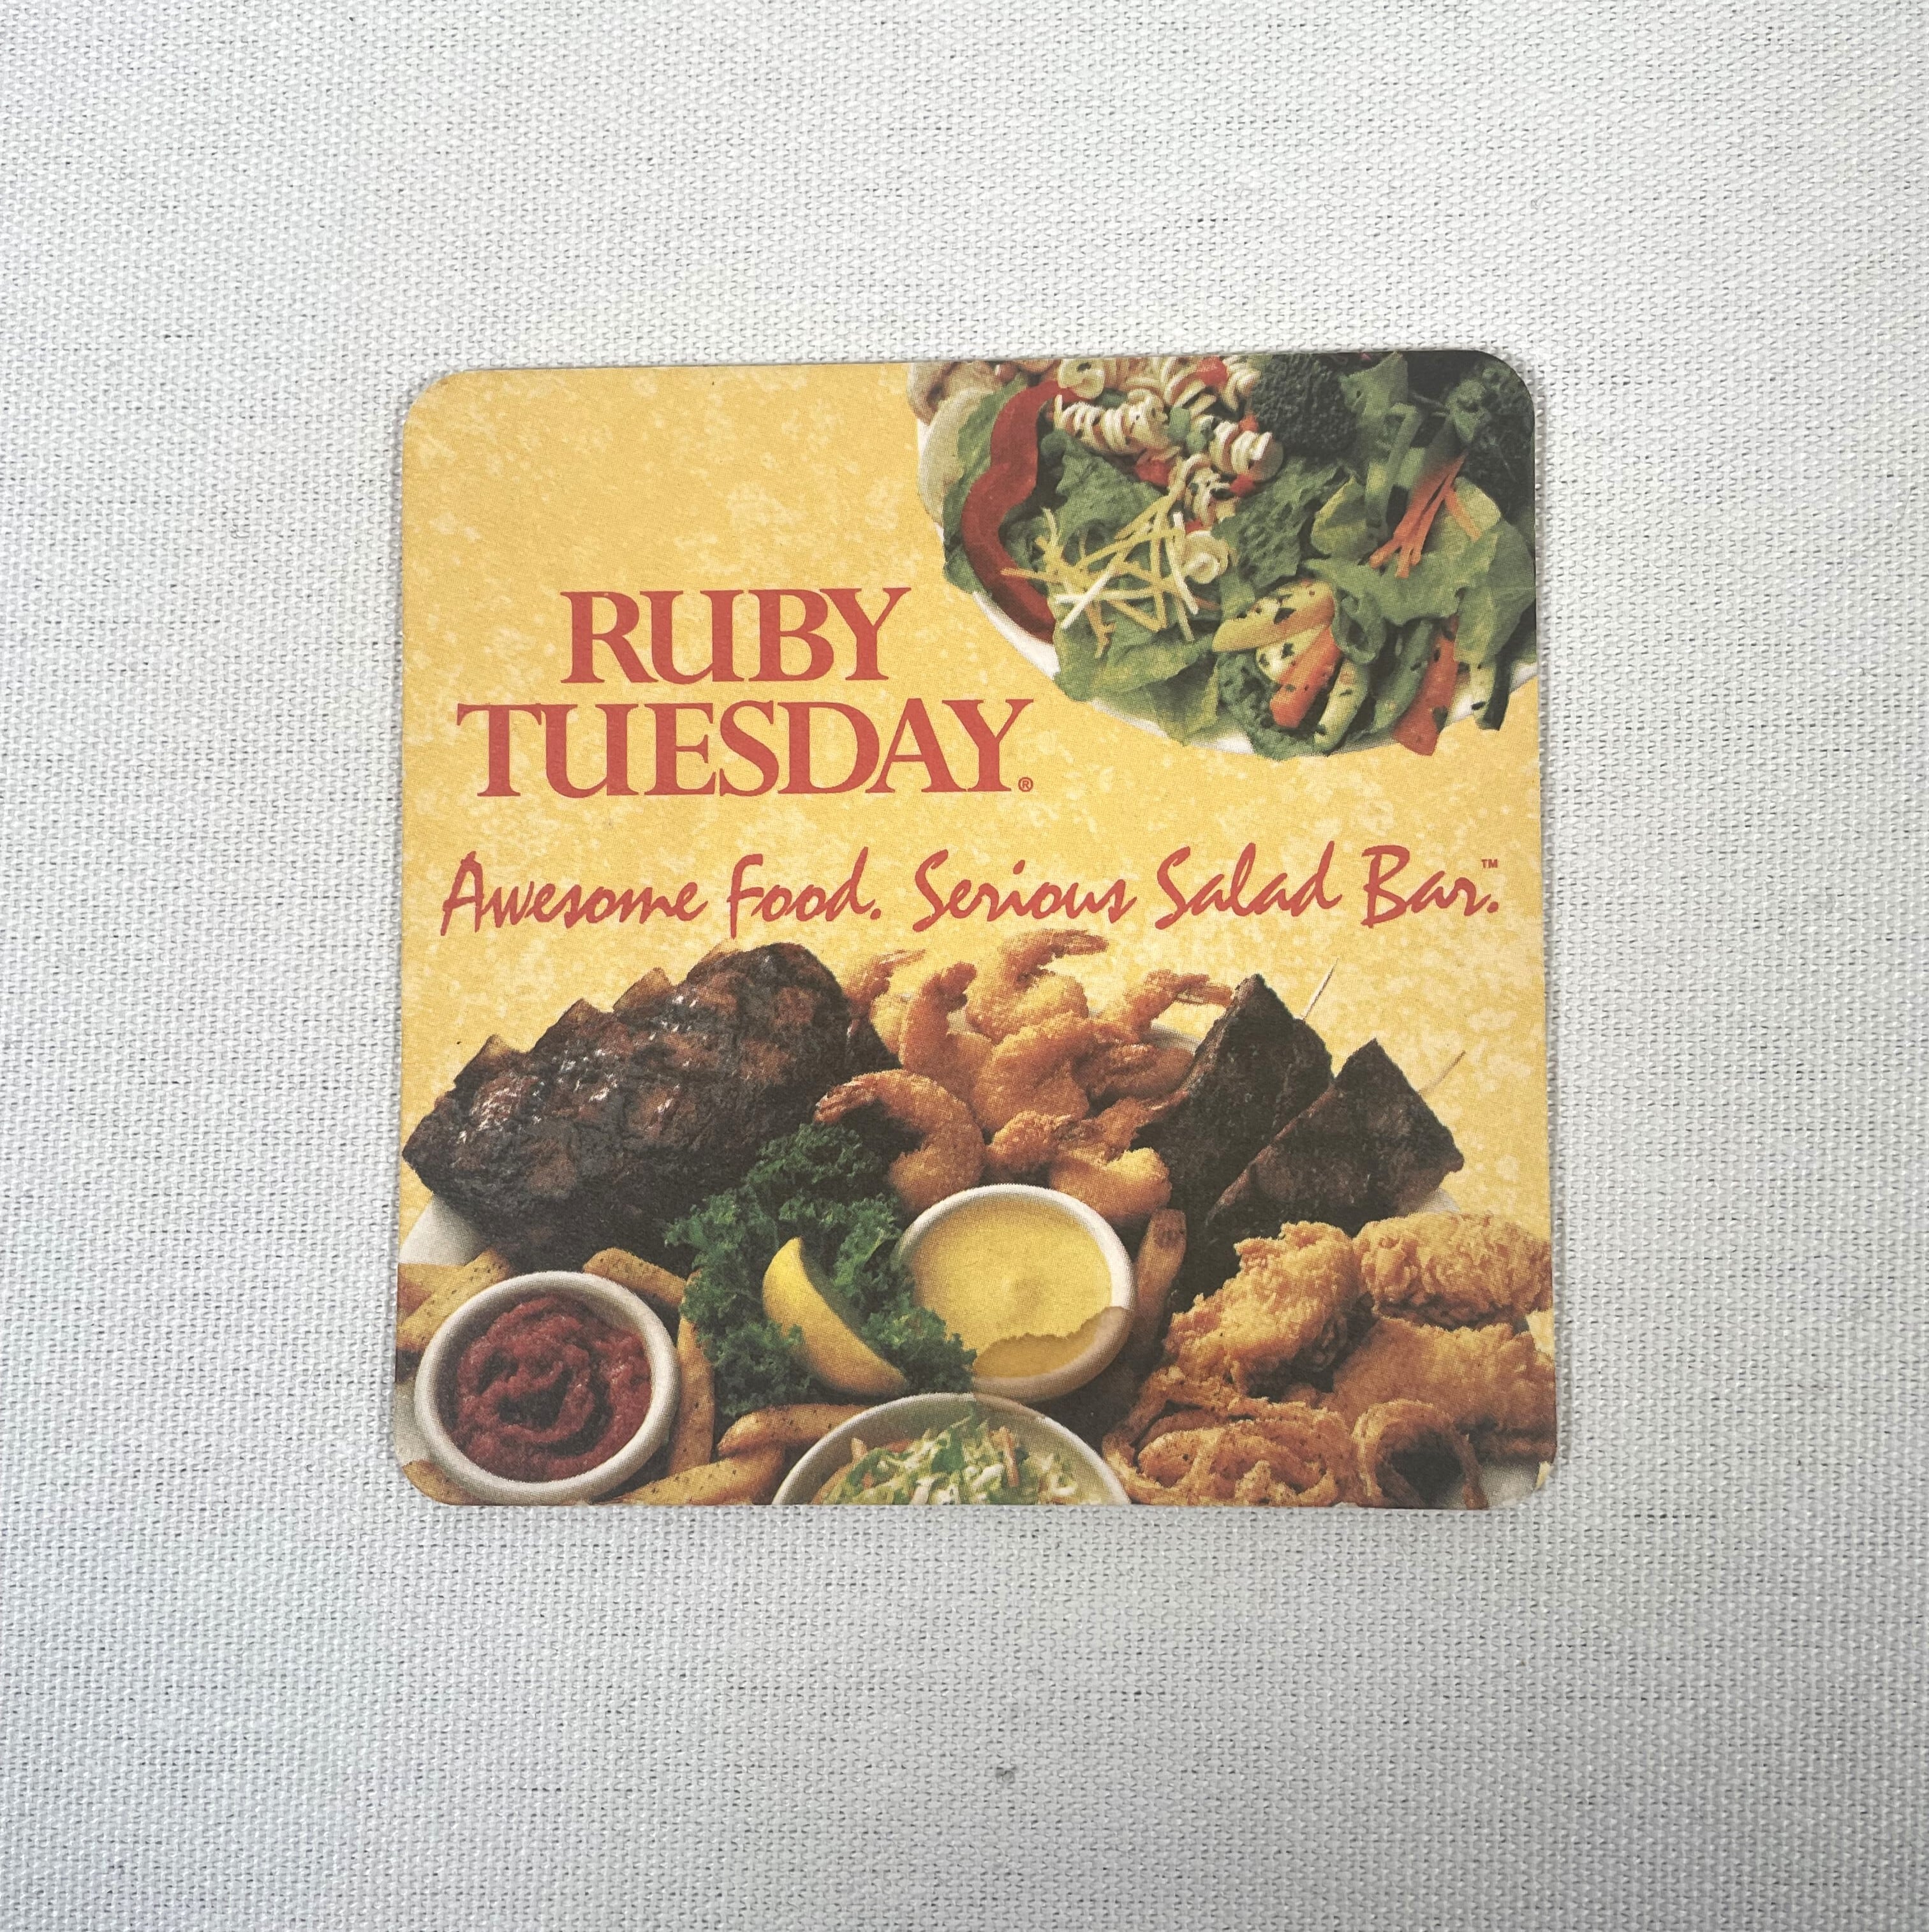 RUBY
TUESDAY®
Awesome Food. Serious Salad Bar.™